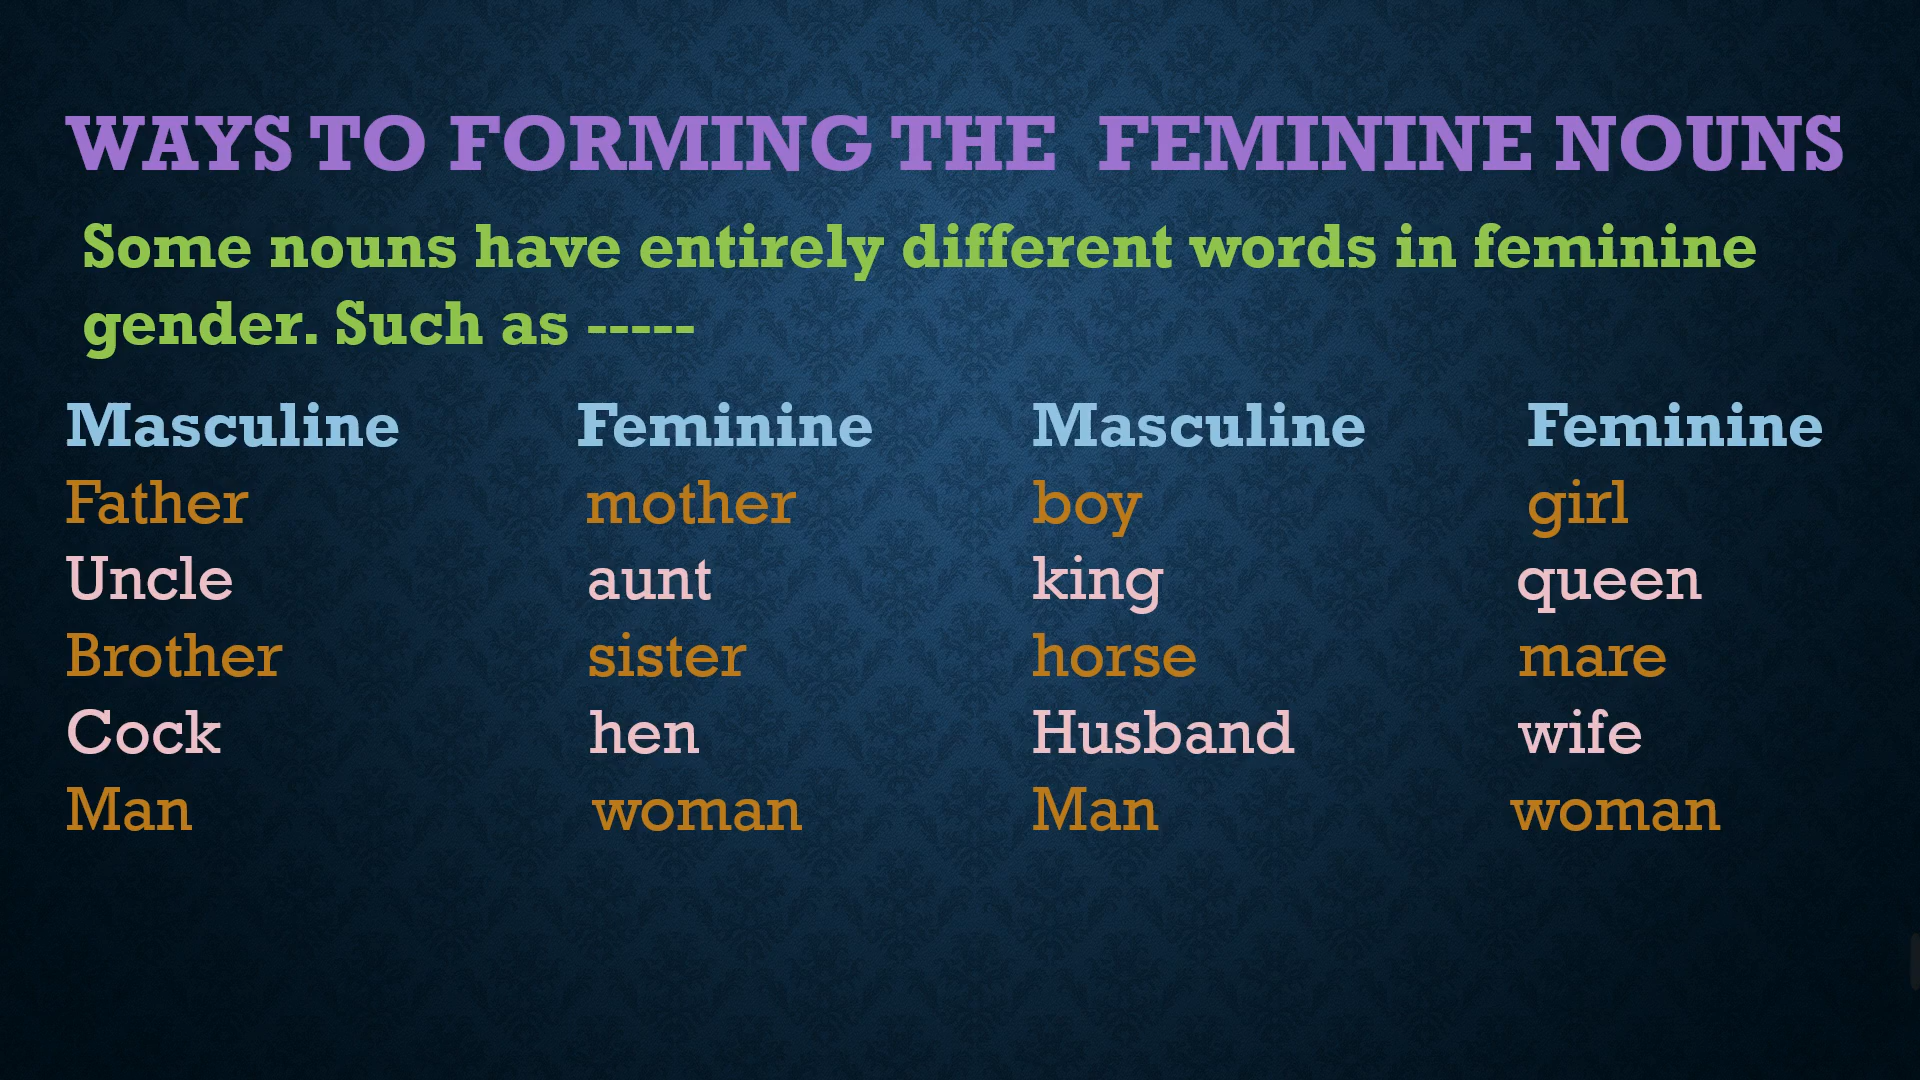 WAYS TO FORMING THE FEMININE NOUNS
Some nouns have entirely different words in feminine
gender. Such as -----
Masculine Feminine Masculine Feminine
Father mother boy girl
Uncle aunt king queen
Brother sister horse mare
Cock hen Husband wife
Man woman Man woman